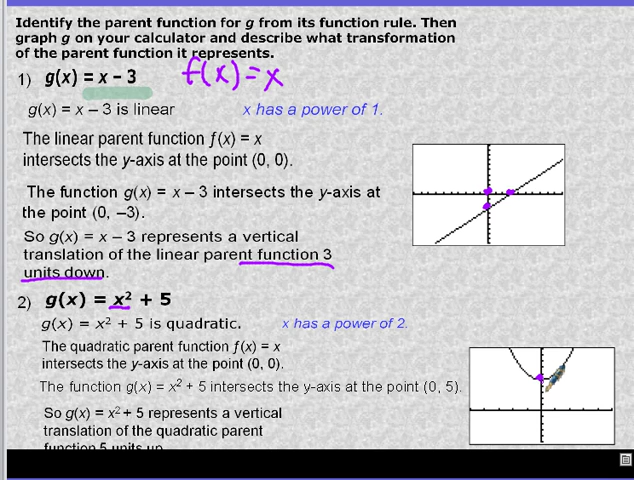 Identify the parent function for g from its function rule. Then
graph g on your calculator and describe what transformation
of the parent function it represents.
1) g(x) = x – 3 f(x) = x
g(x) = x – 3 is linear x has a power of 1.
The linear parent function ƒ(x) = x
intersects the y-axis at the point (0, 0).
The function g(x) = x – 3 intersects the y-axis at
the point (0, –3).
So g(x) = x – 3 represents a vertical
translation of the linear parent function 3
units down.
2) g(x) = x² + 5
g(x) = x² + 5 is quadratic. x has a power of 2.
The quadratic parent function ƒ(x) = x
intersects the y-axis at the point (0, 0).
The function g(x) = x² + 5 intersects the y-axis at the point (0, 5).
So g(x) = x² + 5 represents a vertical
translation of the quadratic parent
function 5 units up